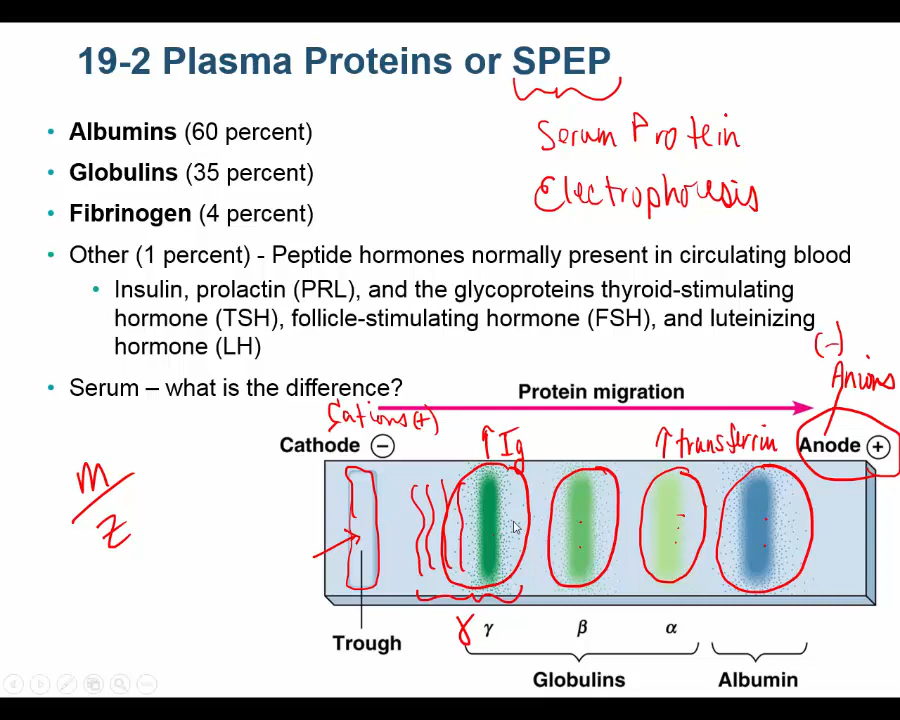 19-2 Plasma Proteins or SPEP
• Albumins (60 percent)
• Globulins (35 percent)
• Fibrinogen (4 percent)
Serum Protein
Electrophoresis
• Other (1 percent) - Peptide hormones normally present in circulating blood
• Insulin, prolactin (PRL), and the glycoproteins thyroid-stimulating
hormone (TSH), follicle-stimulating hormone (FSH), and luteinizing
hormone (LH)
• Serum – what is the difference?
(-)
Anions
Protein migration
Cations (+)
Cathode −
↑ Ig
↑ transferrin
Anode +
m/z
γ γ β α
Trough
Globulins Albumin